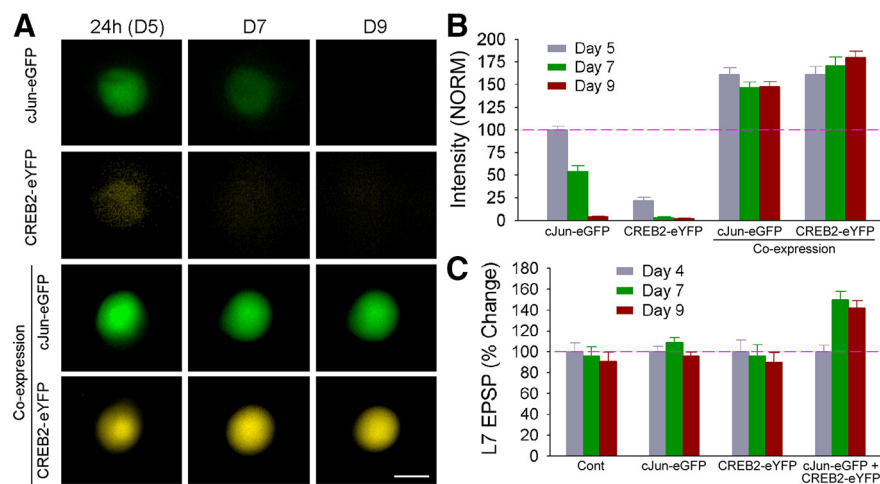 A
24h (D5)
D7
D9
cJun-eGFP
CREB2-eYFP
Co-expression
cJun-eGFP
CREB2-eYFP
B
Intensity (NORM)
200
175
150
125
100
75
50
25
0
Day 5
Day 7
Day 9
cJun-eGFP
CREB2-eYFP
cJun-eGFP
CREB2-eYFP
Co-expression
C
L7 EPSP (% Change)
180
160
140
120
100
80
60
40
20
0
Day 4
Day 7
Day 9
Cont
cJun-eGFP
CREB2-eYFP
cJun-eGFP +
CREB2-eYFP